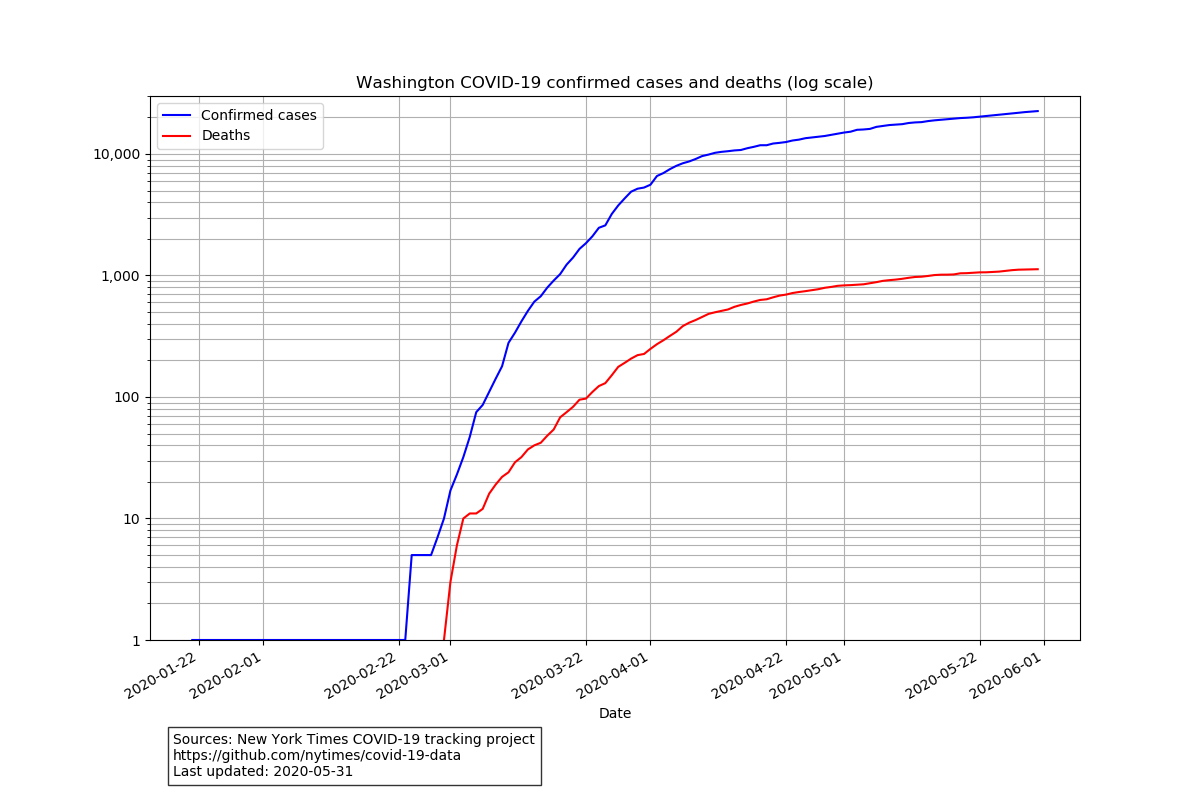 Washington COVID-19 confirmed cases and deaths (log scale)
Confirmed cases
Deaths
10,000
1,000
100
10
1
2020-01-22
2020-02-01
2020-02-22
2020-03-01
2020-03-22
2020-04-01
2020-04-22
2020-05-01
2020-05-22
2020-06-01
Date
Sources: New York Times COVID-19 tracking project
https://github.com/nytimes/covid-19-data
Last updated: 2020-05-31